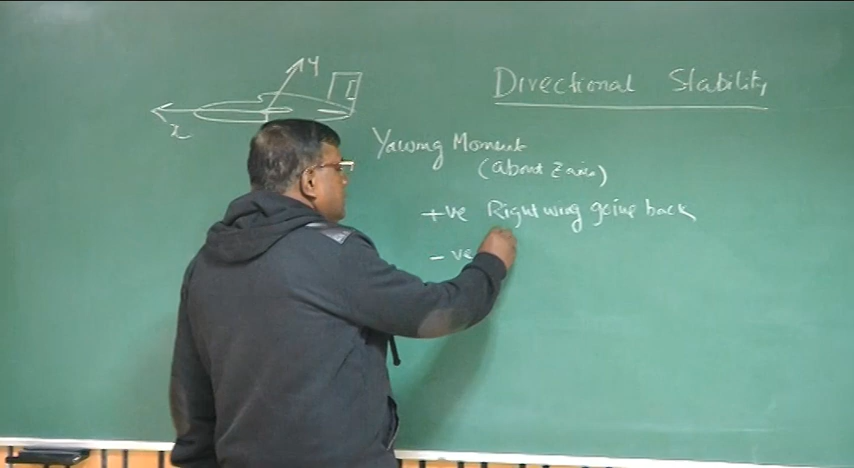 Y
x
Directional Stability
Yawing Moment
(About Z axis)
+ve Right wing going back
- ve